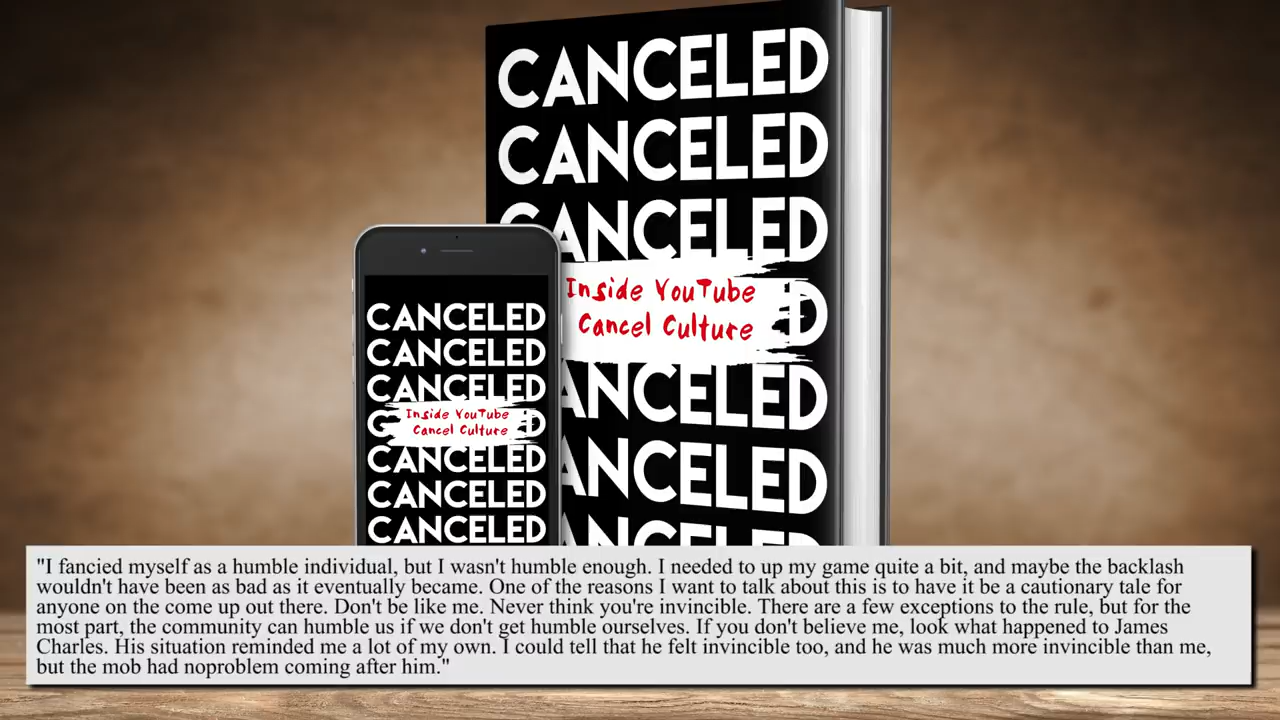 CANCELED
CANCELED
CANCELED
Inside YouTube
Cancel Culture
D
ANCELED
ANCELED
CANCELED
CANCELED
CANCELED
Inside YouTube
Cancel Culture
CANCELED
CANCELED
CANCELED
"I fancied myself as a humble individual, but I wasn't humble enough. I needed to up my game quite a bit, and maybe the backlash
wouldn't have been as bad as it eventually became. One of the reasons I want to talk about this is to have it be a cautionary tale for
anyone on the come up out there. Don't be like me. Never think you're invincible. There are a few exceptions to the rule, but for the
most part, the community can humble us if we don't get humble ourselves. If you don't believe me, look what happened to James
Charles. His situation reminded me a lot of my own. I could tell that he felt invincible too, and he was much more invincible than me,
but the mob had noproblem coming after him."